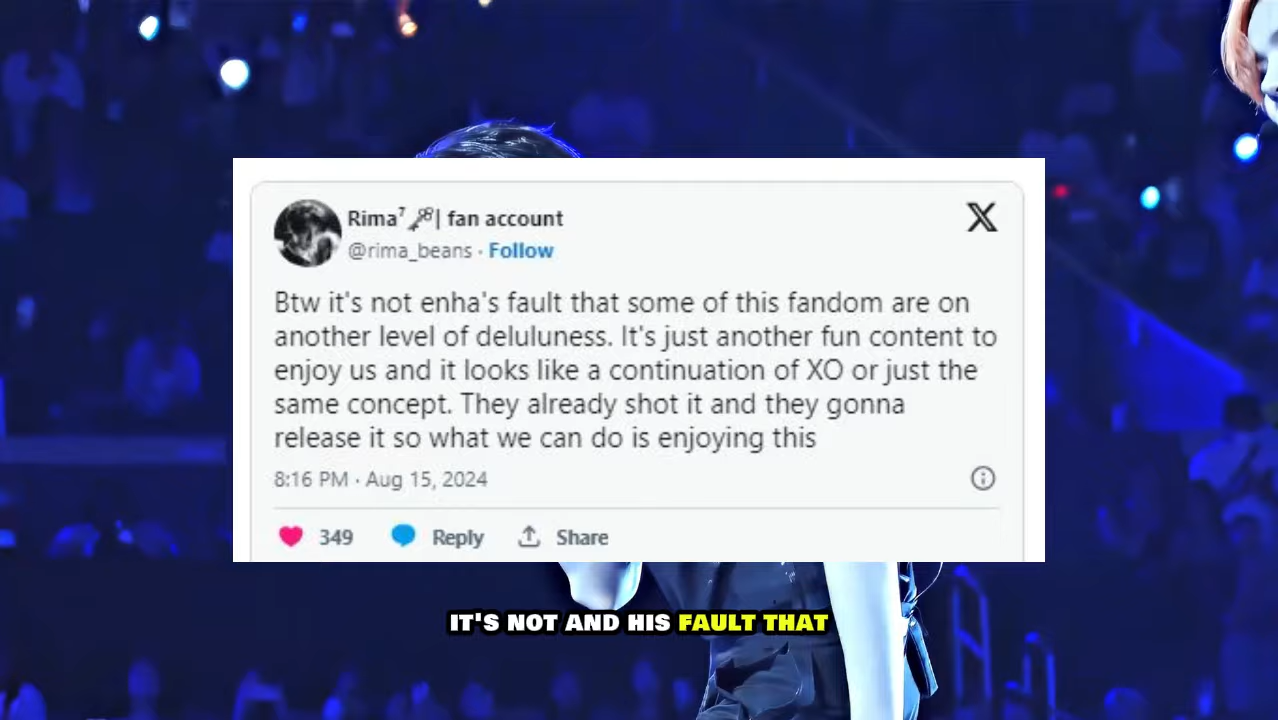 Rima⁷ 🗝| fan account
@rima_beans · Follow
Btw it's not enha's fault that some of this fandom are on
another level of deluluness. It's just another fun content to
enjoy us and it looks like a continuation of XO or just the
same concept. They already shot it and they gonna
release it so what we can do is enjoying this
8:16 PM · Aug 15, 2024
349 Reply Share
IT'S NOT AND HIS FAULT THAT